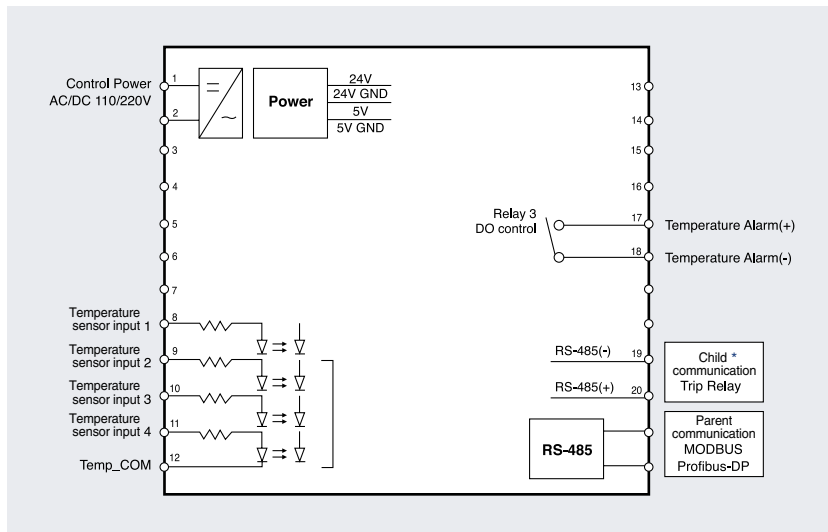 Control Power
AC/DC 110/220V
1
2
3
4
5
6
7
Power
24V
24V GND
5V
5V GND
13
14
15
16
Relay 3
DO control
17
Temperature Alarm(+)
18
Temperature Alarm(-)
Temperature
sensor input 1
8
Temperature
sensor input 2
9
Temperature
sensor input 3
10
Temperature
sensor input 4
11
Temp_COM
12
RS-485(-)
19
RS-485(+)
20
Child *
communication
Trip Relay
RS-485
Parent
communication
MODBUS
Profibus-DP